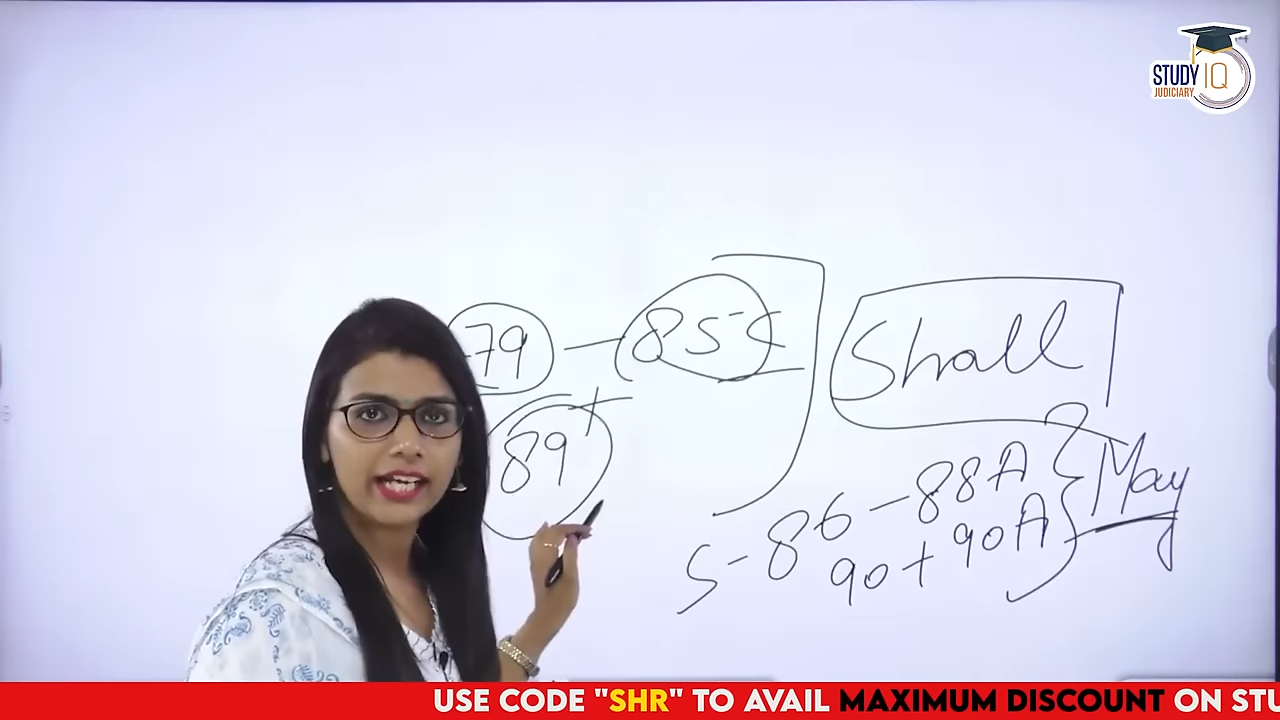 STUDY IQ
JUDICIARY
79 – 85
Shall
89
S-86 – 88A
May
90 + 90A
USE CODE "SHR" TO AVAIL MAXIMUM DISCOUNT ON STU